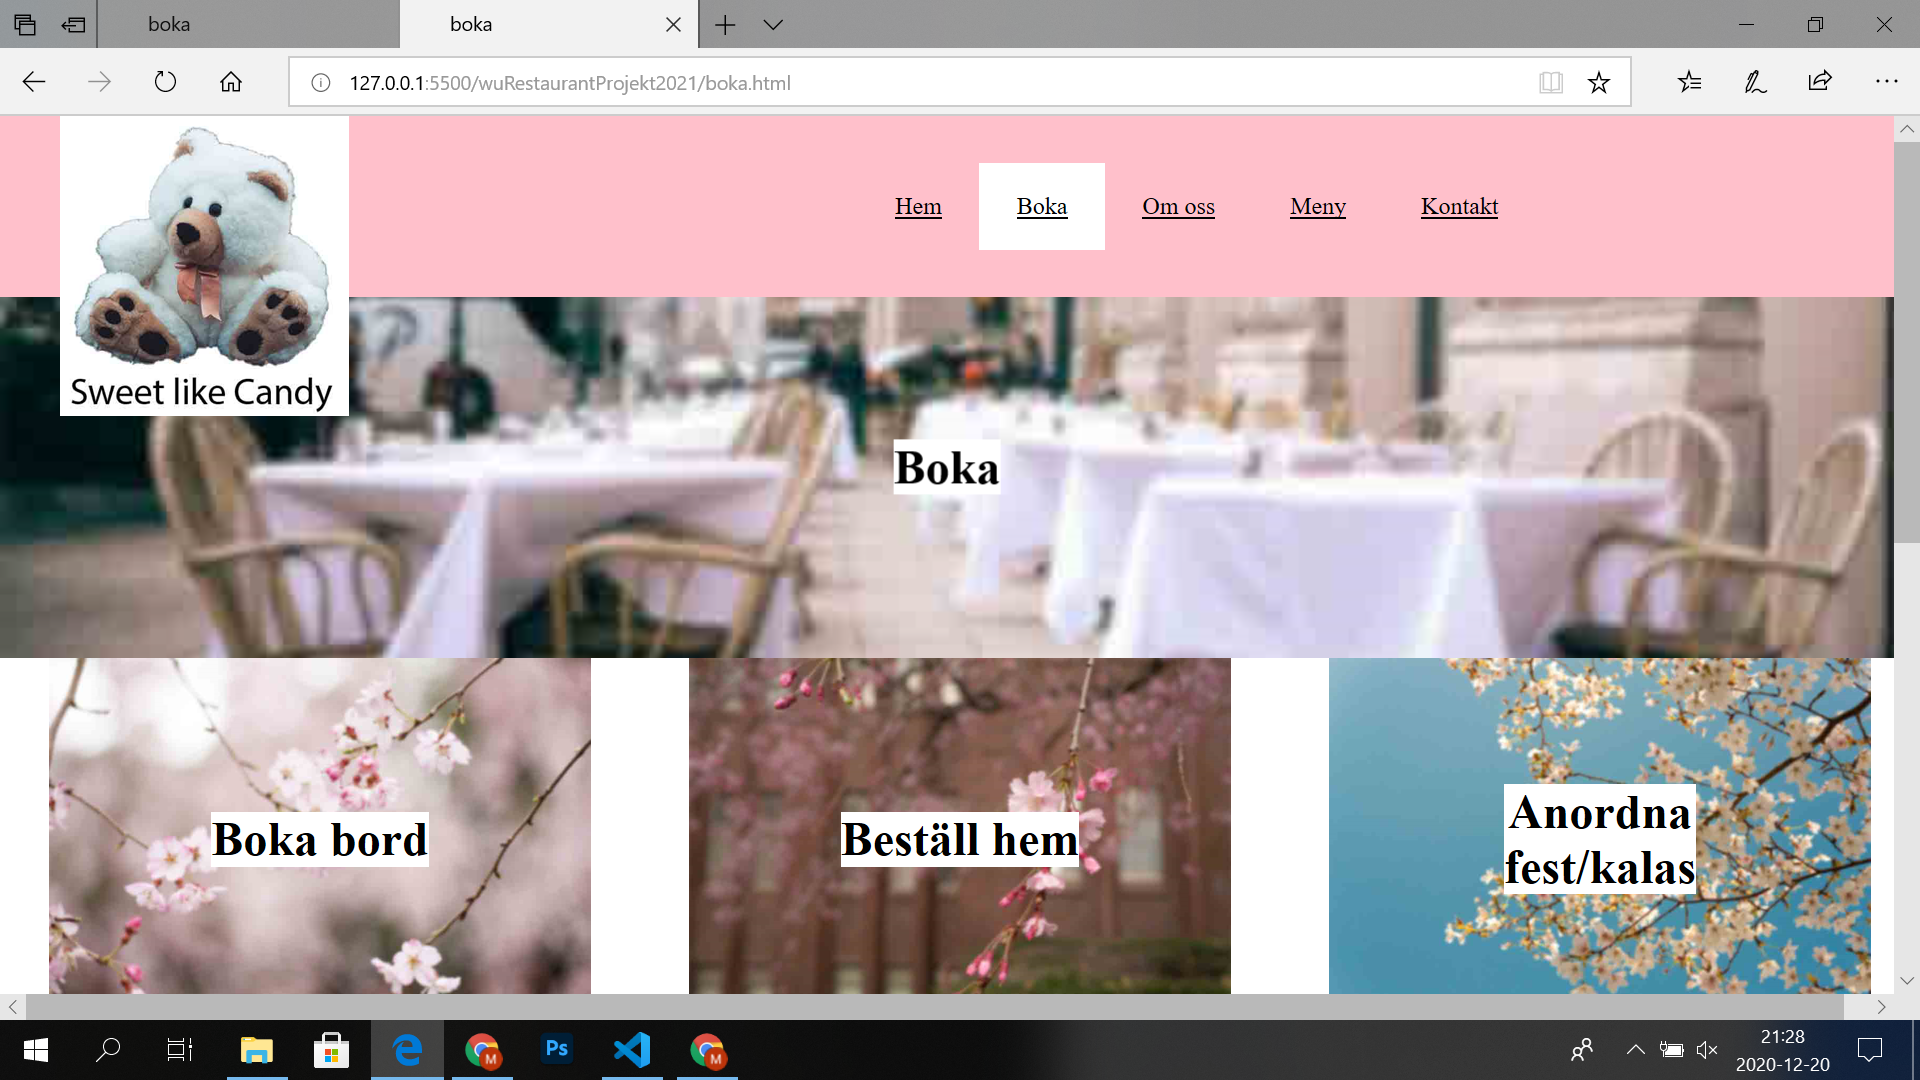 boka
boka
127.0.0.1:5500/wuRestaurantProjekt2021/boka.html
Hem
Boka
Om oss
Meny
Kontakt
Sweet like Candy
Boka
Boka bord
Beställ hem
Anordna
fest/kalas
M
Ps
M
21:28
2020-12-20